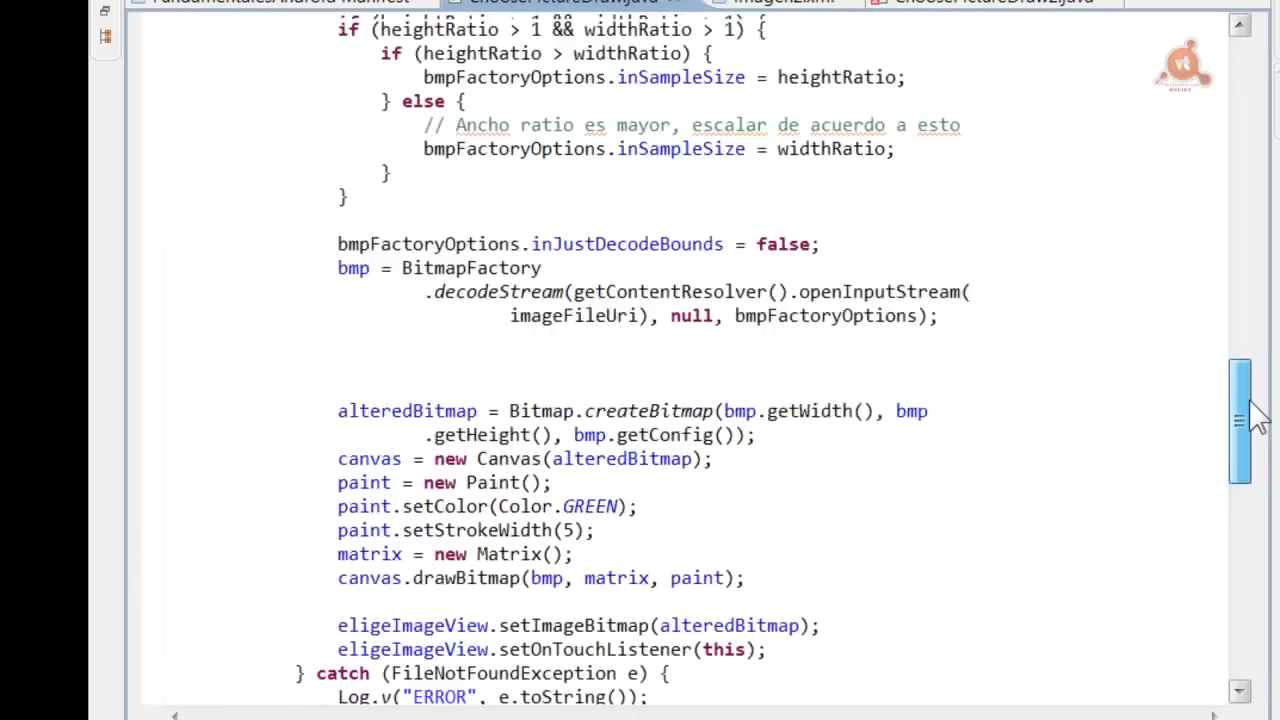 if (heightRatio > 1 && widthRatio > 1) {
if (heightRatio > widthRatio) {
bmpFactoryOptions.inSampleSize = heightRatio;
} else {
// Ancho ratio es mayor, escalar de acuerdo a esto
bmpFactoryOptions.inSampleSize = widthRatio;
}
}
bmpFactoryOptions.inJustDecodeBounds = false;
bmp = BitmapFactory
.decodeStream(getContentResolver().openInputStream(
imageFileUri), null, bmpFactoryOptions);
alteredBitmap = Bitmap.createBitmap(bmp.getWidth(), bmp
.getHeight(), bmp.getConfig());
canvas = new Canvas(alteredBitmap);
paint = new Paint();
paint.setColor(Color.GREEN);
paint.setStrokeWidth(5);
matrix = new Matrix();
canvas.drawBitmap(bmp, matrix, paint);
eligeImageView.setImageBitmap(alteredBitmap);
eligeImageView.setOnTouchListener(this);
} catch (FileNotFoundException e) {
Log.v("ERROR", e.toString());
vt
ONLINE